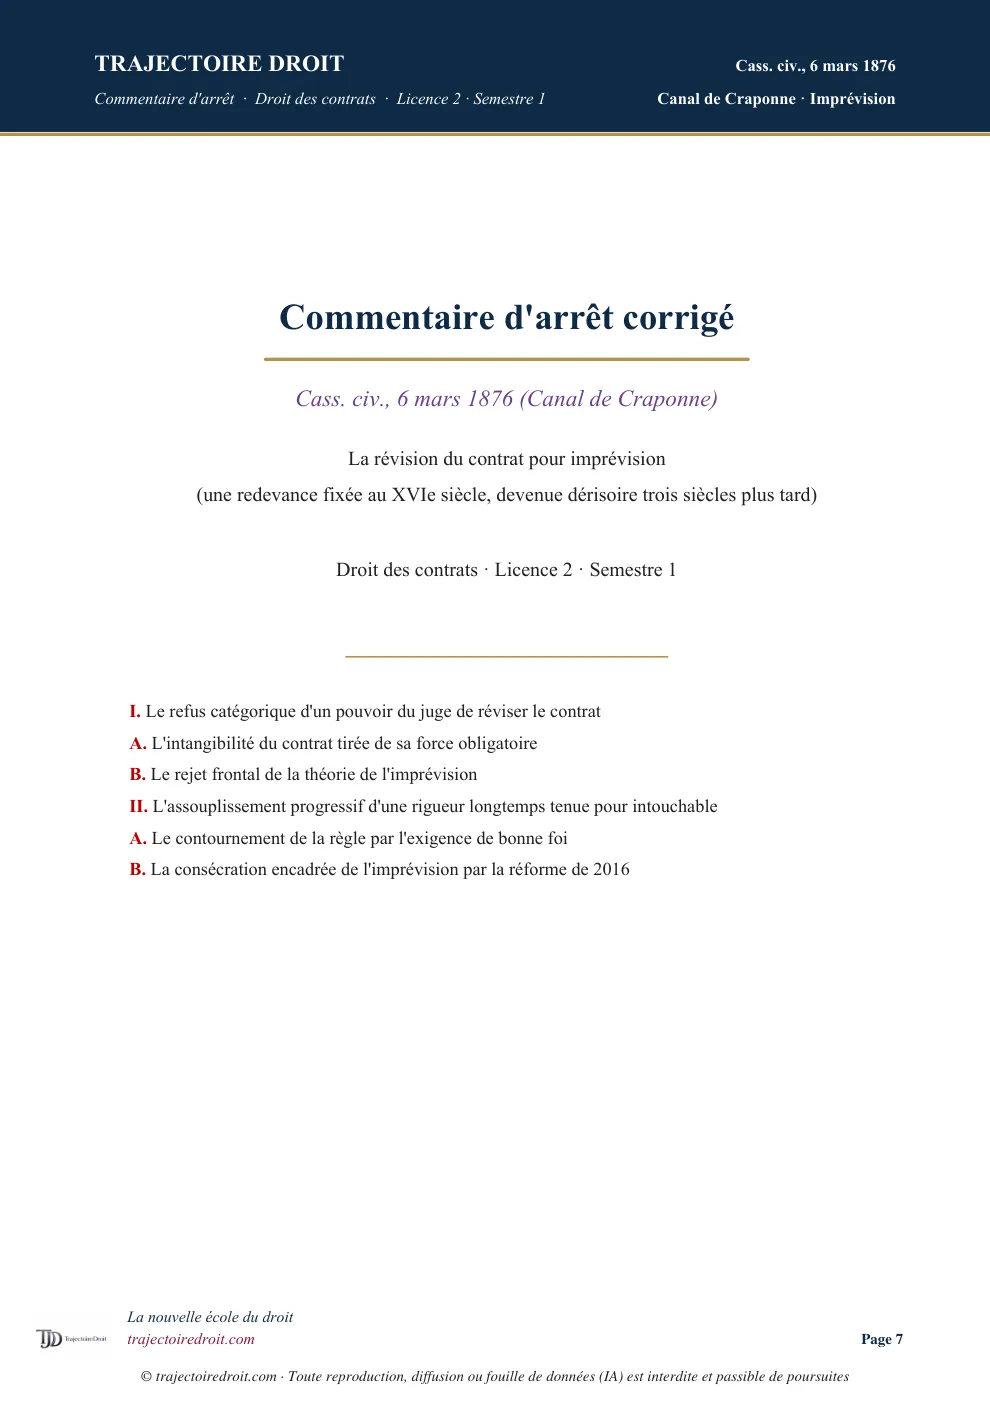 TRAJECTOIRE DROIT
Cass. civ., 6 mars 1876
Commentaire d'arrêt · Droit des contrats · Licence 2 · Semestre 1
Canal de Craponne · Imprévision
Commentaire d'arrêt corrigé
Cass. civ., 6 mars 1876 (Canal de Craponne)
La révision du contrat pour imprévision
(une redevance fixée au XVIe siècle, devenue dérisoire trois siècles plus tard)
Droit des contrats · Licence 2 · Semestre 1
I. Le refus catégorique d'un pouvoir du juge de réviser le contrat
A. L'intangibilité du contrat tirée de sa force obligatoire
B. Le rejet frontal de la théorie de l'imprévision
II. L'assouplissement progressif d'une rigueur longtemps tenue pour intouchable
A. Le contournement de la règle par l'exigence de bonne foi
B. La consécration encadrée de l'imprévision par la réforme de 2016
La nouvelle école du droit
TJD TrajectoireDroit
trajectoiredroit.com
Page 7
© trajectoiredroit.com · Toute reproduction, diffusion ou fouille de données (IA) est interdite et passible de poursuites